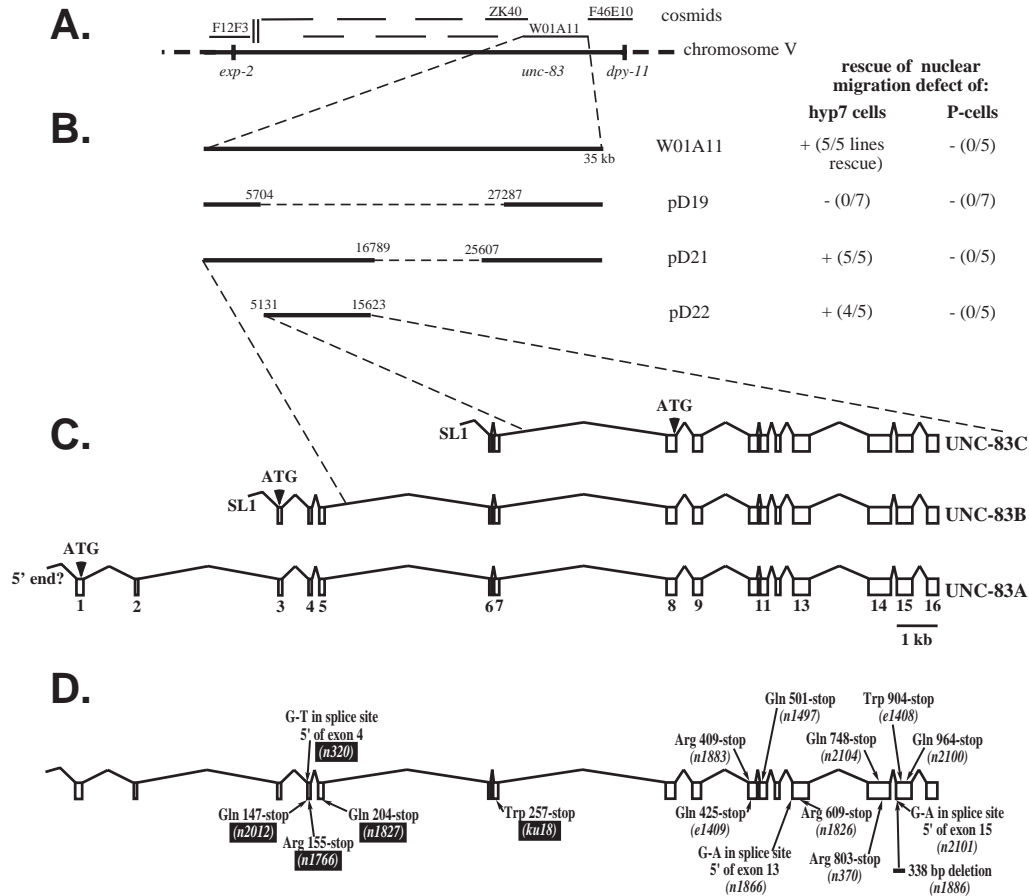 A.
F12F3
ZK40
W01A11
F46E10
cosmids
chromosome V
exp-2
unc-83
dpy-11
rescue of nuclear
migration defect of:
hyp7 cells
P-cells
B.
35 kb
W01A11
+ (5/5 lines
rescue)
- (0/5)
5704
27287
pD19
- (0/7)
- (0/7)
16789
25607
pD21
+ (5/5)
- (0/5)
5131
15623
pD22
+ (4/5)
- (0/5)
C.
SL1
ATG
UNC-83C
SL1
ATG
UNC-83B
5' end?
ATG
UNC-83A
1 2 3 4 5 67 8 9 11 13 14 15 16
1 kb
D.
G-T in splice site
5' of exon 4
(n320)
Gln 147-stop
(n2012)
Arg 155-stop
(n1766)
Gln 204-stop
(n1827)
Trp 257-stop
(ku18)
Arg 409-stop
(n1883)
Gln 501-stop
(n1497)
Gln 748-stop
(n2104)
Trp 904-stop
(e1408)
Gln 964-stop
(n2100)
Gln 425-stop
(e1409)
G-A in splice site
5' of exon 13
(n1866)
Arg 609-stop
(n1826)
Arg 803-stop
(n370)
G-A in splice site
5' of exon 15
(n2101)
338 bp deletion
(n1886)